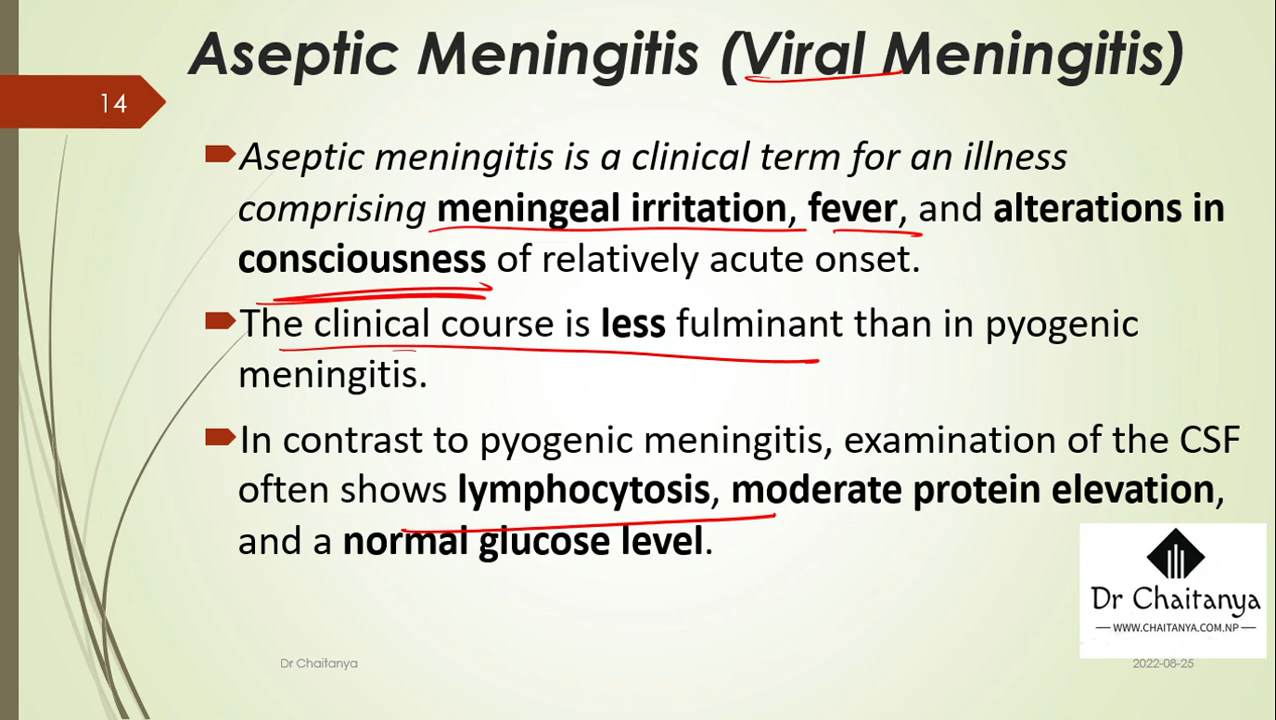 Aseptic Meningitis (Viral Meningitis)
14
Aseptic meningitis is a clinical term for an illness
comprising meningeal irritation, fever, and alterations in
consciousness of relatively acute onset.
The clinical course is less fulminant than in pyogenic
meningitis.
In contrast to pyogenic meningitis, examination of the CSF
often shows lymphocytosis, moderate protein elevation,
and a normal glucose level.
Dr Chaitanya
WWW.CHAITANYA.COM.NP
Dr Chaitanya
2022-08-25